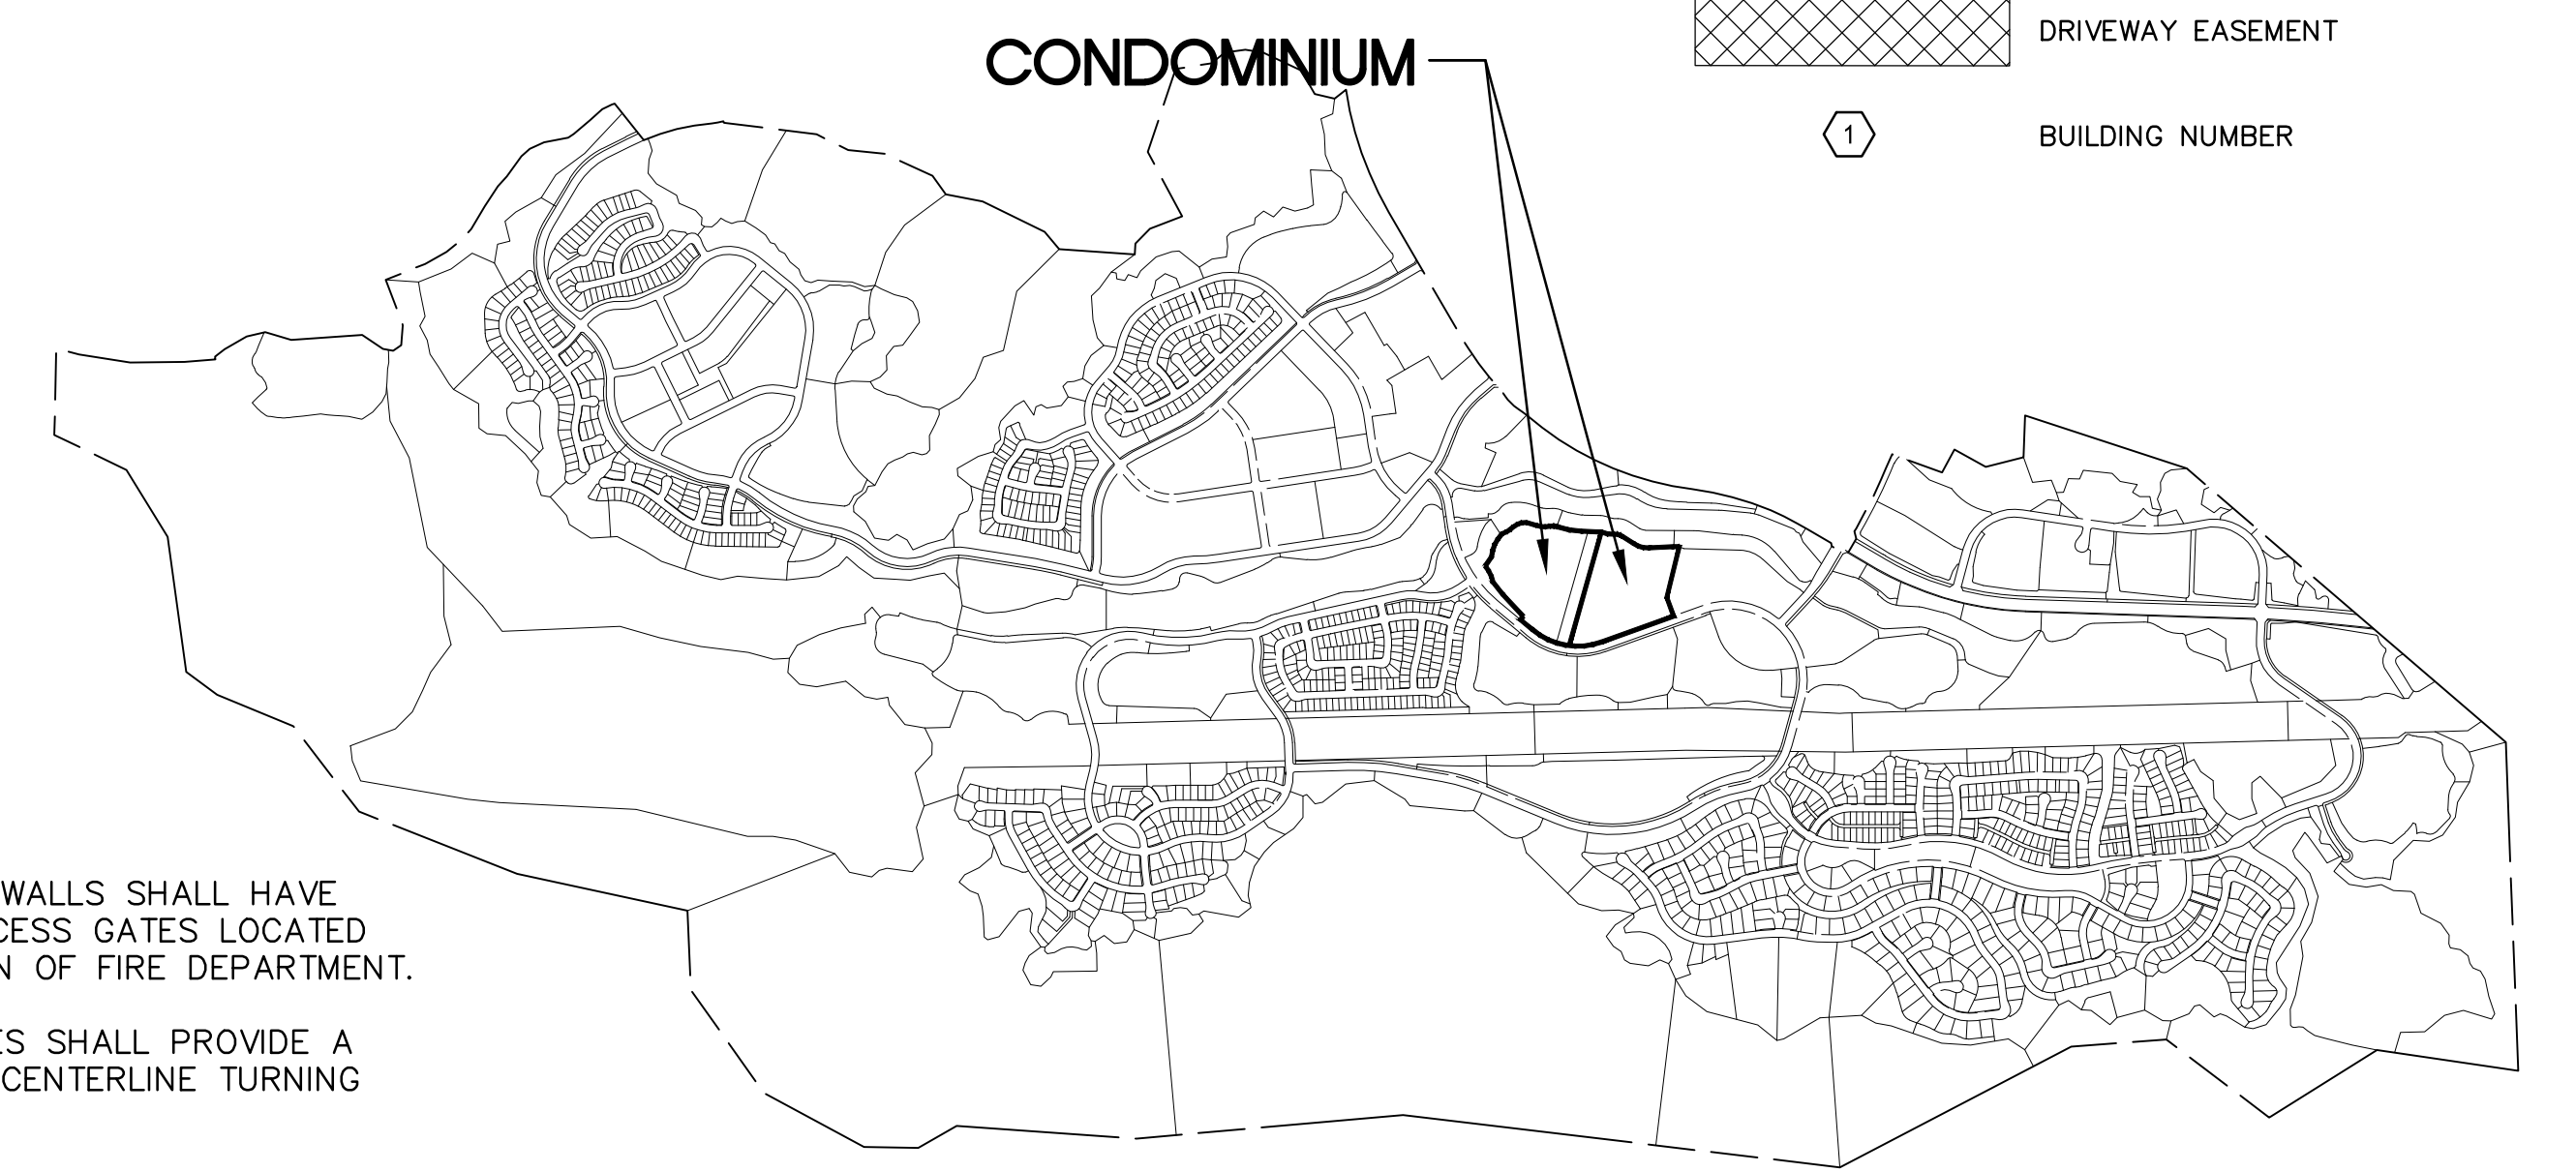 CONDOMINIUM
DRIVEWAY EASEMENT
1
BUILDING NUMBER
WALLS SHALL HAVE
CESS GATES LOCATED
N OF FIRE DEPARTMENT.
ES SHALL PROVIDE A
CENTERLINE TURNING